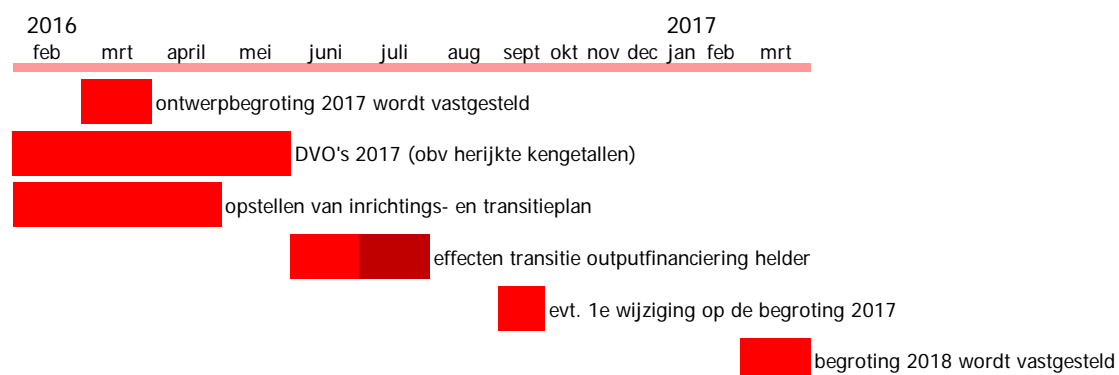 2016 2017
feb mrt april mei juni juli aug sept okt nov dec jan feb mrt
ontwerpbegroting 2017 wordt vastgesteld
DVO's 2017 (obv herijkte kengetallen)
opstellen van inrichtings- en transitieplan
effecten transitie outputfinanciering helder
evt. 1e wijziging op de begroting 2017
begroting 2018 wordt vastgesteld